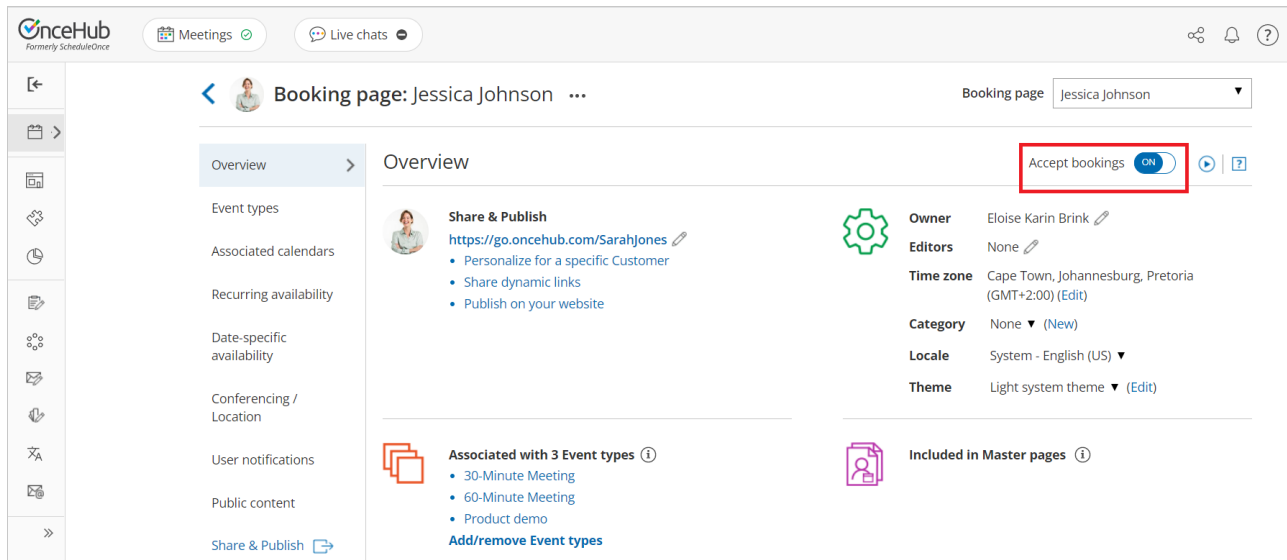 OnceHub
Formerly ScheduleOnce
Meetings
Live chats
?
Booking page: Jessica Johnson ...
Booking page
Jessica Johnson
Overview
Event types
Associated calendars
Recurring availability
Date-specific
availability
Conferencing /
Location
User notifications
Public content
Share & Publish
Overview
Accept bookings
ON
?
Share & Publish
https://go.oncehub.com/SarahJones
• Personalize for a specific Customer
• Share dynamic links
• Publish on your website
Owner Eloise Karin Brink
Editors None
Time zone Cape Town, Johannesburg, Pretoria
(GMT+2:00) (Edit)
Category None (New)
Locale System - English (US)
Theme Light system theme (Edit)
Associated with 3 Event types
• 30-Minute Meeting
• 60-Minute Meeting
• Product demo
Add/remove Event types
Included in Master pages